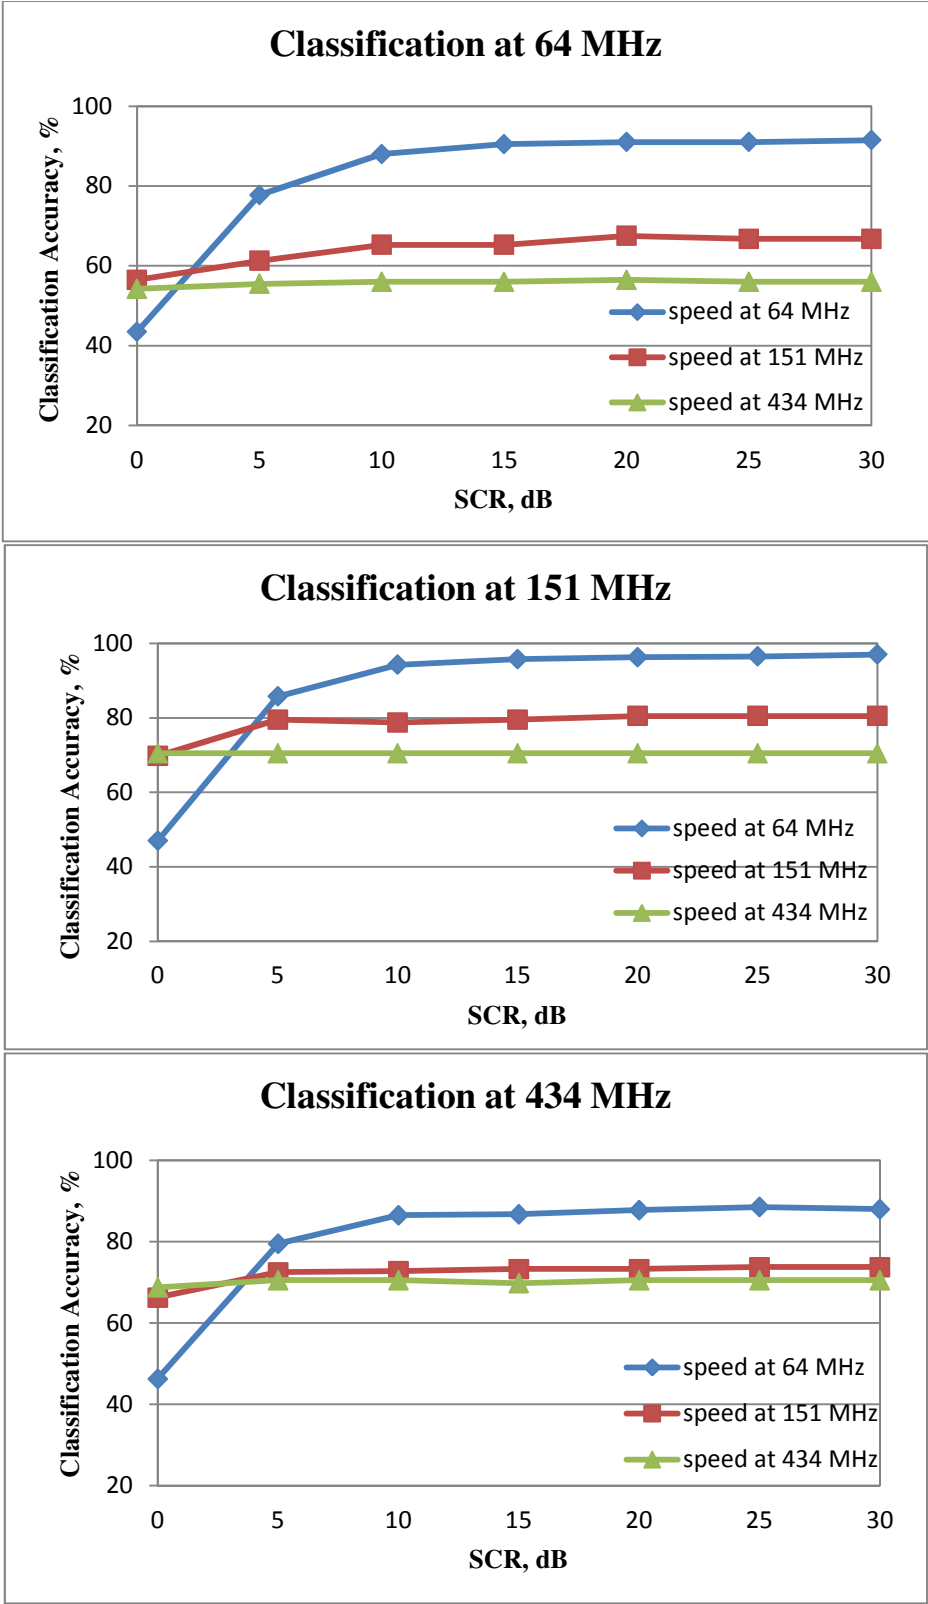 Classification at 64 MHz
Classification Accuracy, %
100
80
60
40
20
speed at 64 MHz
speed at 151 MHz
speed at 434 MHz
0 5 10 15 20 25 30
SCR, dB
Classification at 151 MHz
Classification Accuracy, %
100
80
60
40
20
speed at 64 MHz
speed at 151 MHz
speed at 434 MHz
0 5 10 15 20 25 30
SCR, dB
Classification at 434 MHz
Classification Accuracy, %
100
80
60
40
20
speed at 64 MHz
speed at 151 MHz
speed at 434 MHz
0 5 10 15 20 25 30
SCR, dB